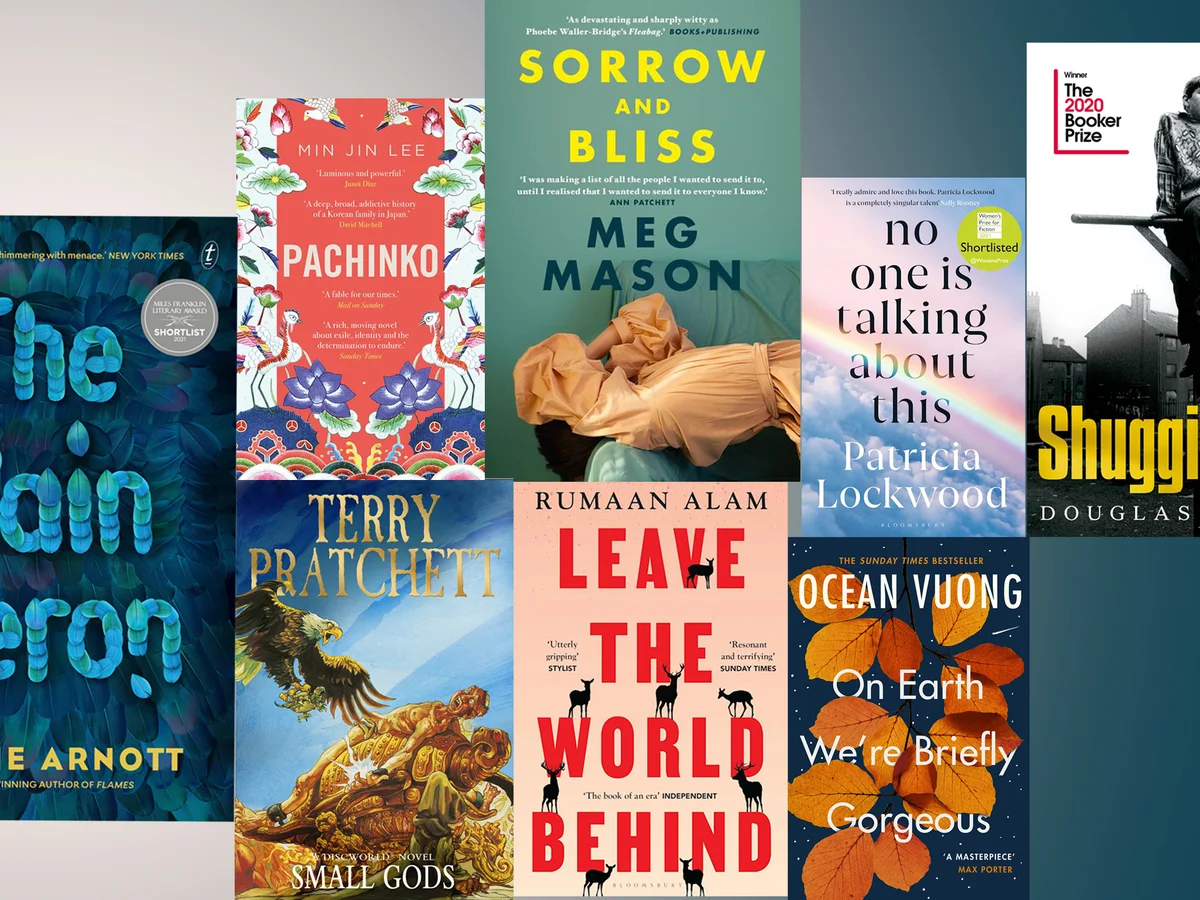 himmering with menace.' NEW YORK TIMES
t
MILES FRANKLIN
LITERARY AWARD
SHORTLIST
2021
he
ain
eron
E ARNOTT
INNING AUTHOR OF FLAMES
MIN JIN LEE
'Luminous and powerful.'
Junot Díaz
'A deep, broad, addictive history
of a Korean family in Japan.'
David Mitchell
PACHINKO
'A fable for our times.'
Mail on Sunday
'A rich, moving novel
about exile, identity and the
determination to endure.'
Sunday Times
'As devastating and sharply witty as
Phoebe Waller-Bridge's Fleabag.' BOOKS+PUBLISHING
SORROW
AND
BLISS
'I was making a list of all the people I wanted to send it to,
until I realised that I wanted to send it to everyone I know.'
ANN PATCHETT
MEG
MASON
'I really admire and love this book. Patricia Lockwood
is a completely singular talent' Sally Rooney
Women's
Prize for
Fiction
Shortlisted
@WomensPrize
no
one is
talking
about
this
Patricia
Lockwood
BLOOMSBURY
Winner
The
2020
Booker
Prize
Shuggi
DOUGLAS
TERRY
PRATCHETT
A DISCWORLD NOVEL
SMALL GODS
RUMAAN ALAM
LEAVE
THE
'Utterly
gripping'
STYLIST
'Resonant
and terrifying'
SUNDAY TIMES
WORLD
'The book of an era' INDEPENDENT
BEHIND
BLOOMSBURY
THE SUNDAY TIMES BESTSELLER
OCEAN VUONG
On Earth
We're Briefly
Gorgeous
'A MASTERPIECE'
MAX PORTER